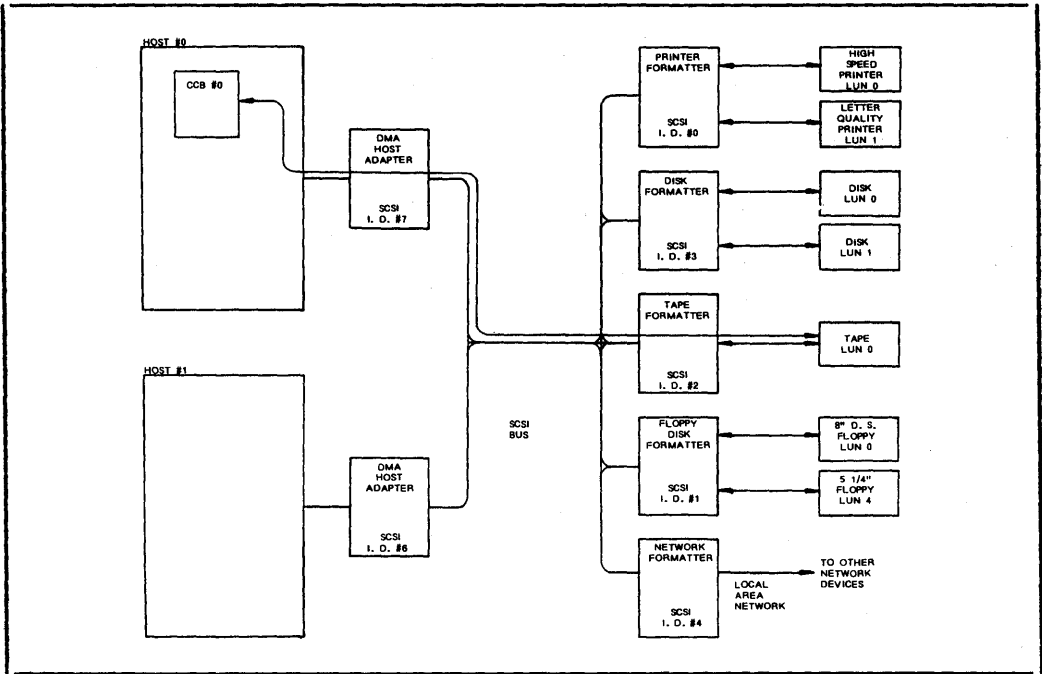 HOST #0
CCB #0
DMA
HOST
ADAPTER
SCSI
I. D. #7
HOST #1
DMA
HOST
ADAPTER
SCSI
I. D. #6
SCSI
BUS
PRINTER
FORMATTER
SCSI
I. D. #0
HIGH
SPEED
PRINTER
LUN 0
LETTER
QUALITY
PRINTER
LUN 1
DISK
FORMATTER
SCSI
I. D. #3
DISK
LUN 0
DISK
LUN 1
TAPE
FORMATTER
SCSI
I. D. #2
TAPE
LUN 0
FLOPPY
DISK
FORMATTER
SCSI
I. D. #1
8" D. S.
FLOPPY
LUN 0
5 1/4"
FLOPPY
LUN 4
NETWORK
FORMATTER
SCSI
I. D. #4
LOCAL
AREA
NETWORK
TO OTHER
NETWORK
DEVICES